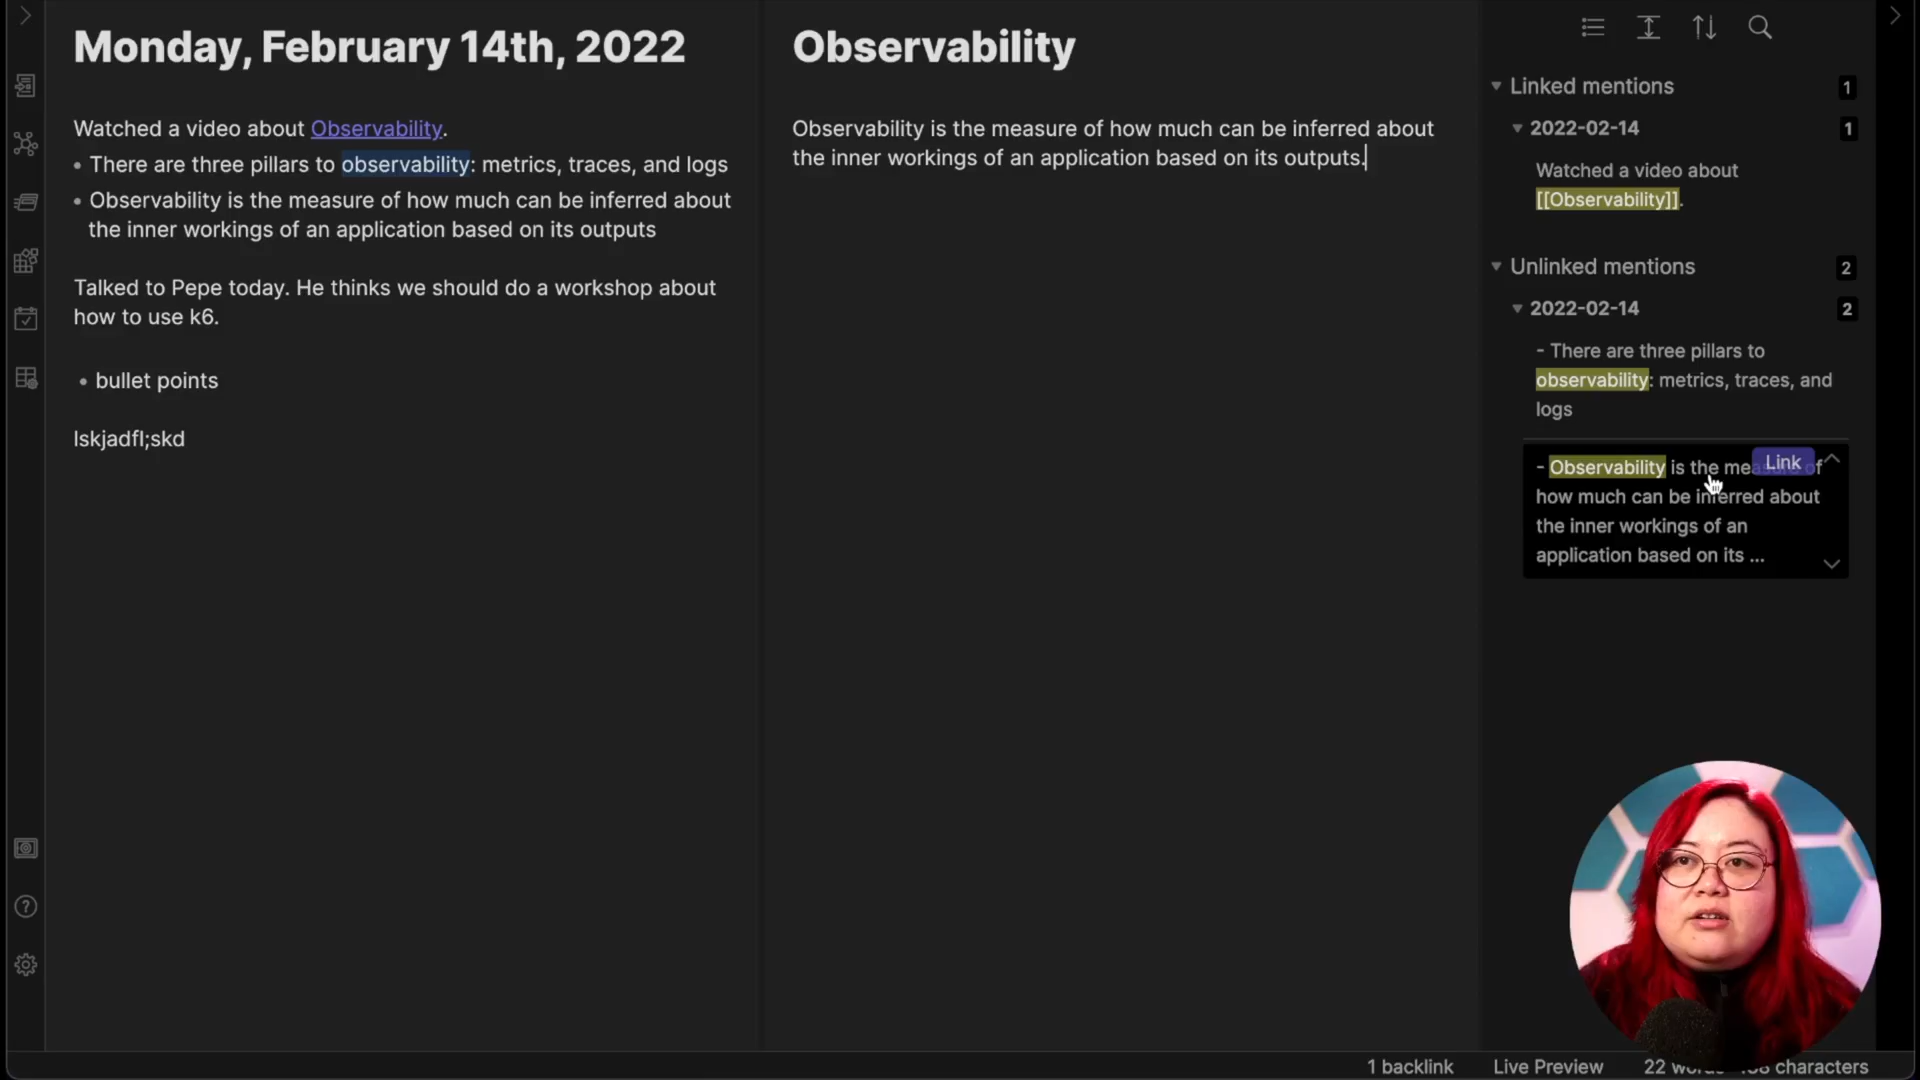 Monday, February 14th, 2022
Watched a video about Observability.
• There are three pillars to observability: metrics, traces, and logs
• Observability is the measure of how much can be inferred about
the inner workings of an application based on its outputs
Talked to Pepe today. He thinks we should do a workshop about
how to use k6.
• bullet points
lskjadfl;skd
Observability
Observability is the measure of how much can be inferred about
the inner workings of an application based on its outputs.
Linked mentions 1
2022-02-14 1
Watched a video about
[[Observability]].
Unlinked mentions 2
2022-02-14 2
- There are three pillars to
observability: metrics, traces, and
logs
- Observability is the measure of
Link
how much can be inferred about
the inner workings of an
application based on its ...
1 backlink
Live Preview
22
characters